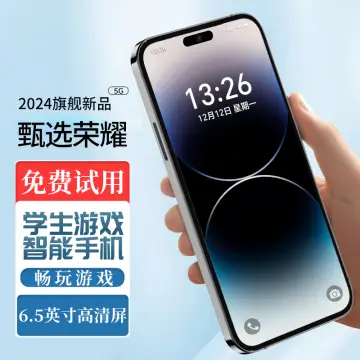 5G
2024旗舰新品
甄选荣耀
免费试用
学生游戏
智能手机
畅玩游戏
6.5英寸高清屏
13:26
12月12日 星期一